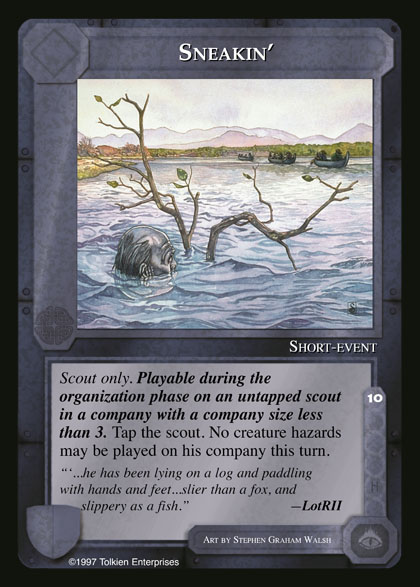 Sneakin'
Short-event
Scout only. Playable during the
organization phase on an untapped scout
in a company with a company size less
than 3. Tap the scout. No creature hazards
may be played on his company this turn.
10
“‘...he has been lying on a log and paddling
with hands and feet...slier than a fox, and
slippery as a fish.”
–LotRII
Art by Stephen Graham Walsh
©1997 Tolkien Enterprises